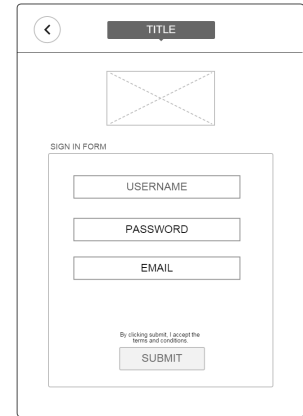 TITLE
SIGN IN FORM
USERNAME
PASSWORD
EMAIL
By clicking submit, I accept the
terms and conditions.
SUBMIT